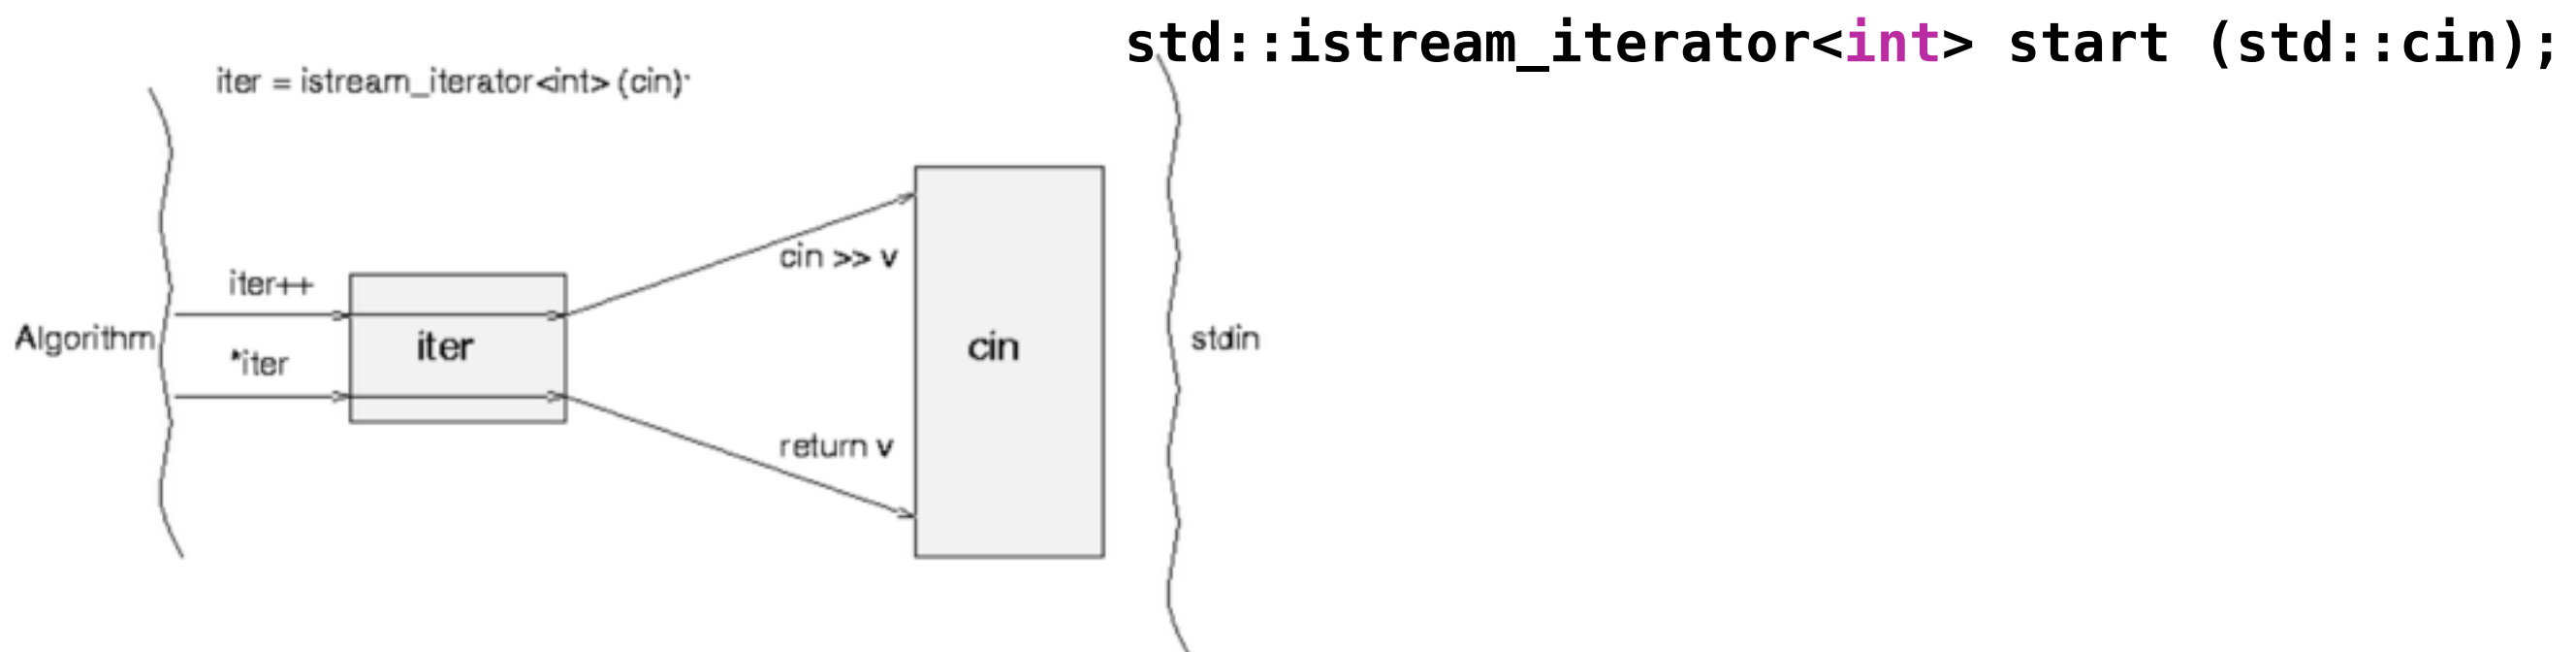 std::istream_iterator<int> start (std::cin);
iter = istream_iterator<int> (cin);
iter++
cin >> v
Algorithm
iter
cin
stdin
*iter
return v